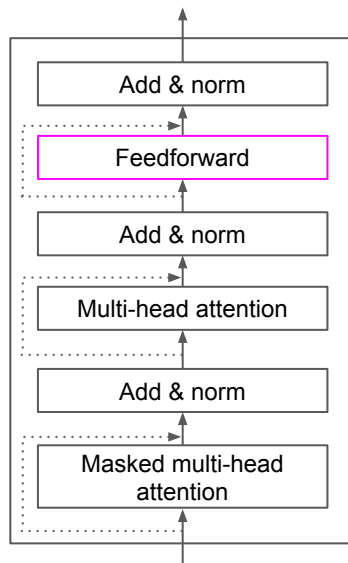 Add & norm
Feedforward
Add & norm
Multi-head attention
Add & norm
Masked multi-head
attention